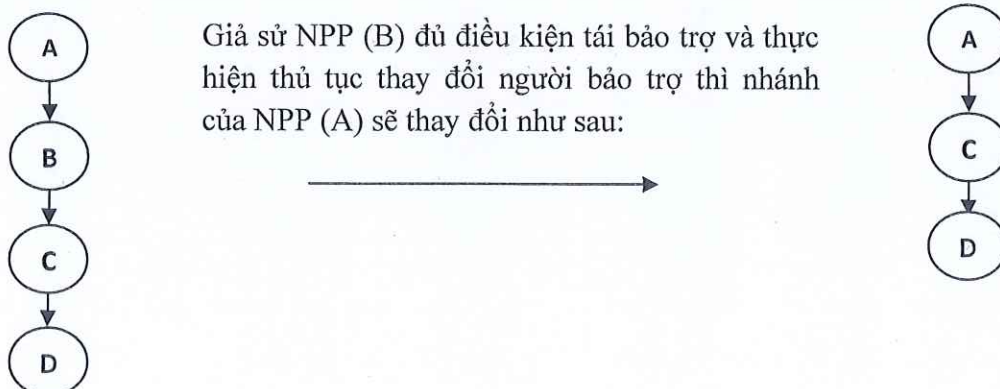 A
B
C
D
Giả sử NPP (B) đủ điều kiện tái bảo trợ và thực
hiện thủ tục thay đổi người bảo trợ thì nhánh
của NPP (A) sẽ thay đổi như sau:
A
C
D